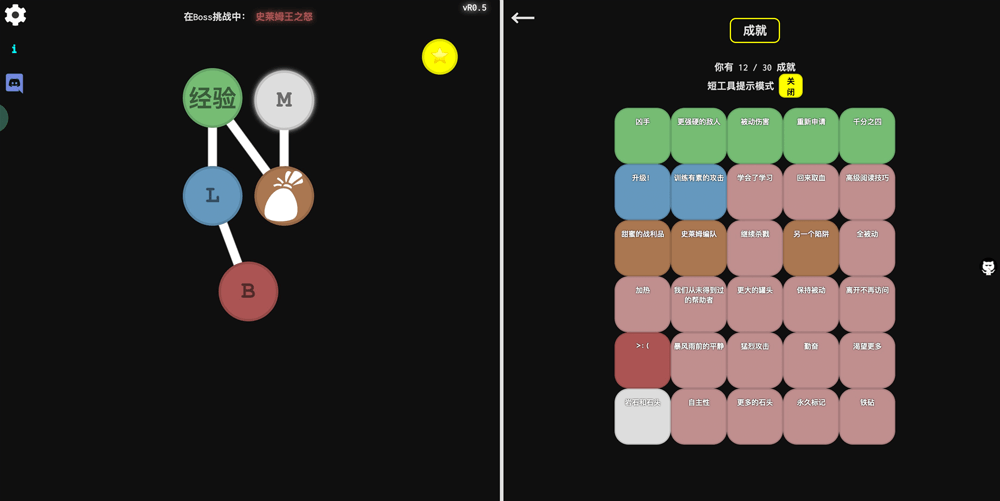 vR0.5
在Boss挑战中: 史莱姆王之怒
i
经验
M
L
B
成就
你有 12 / 30 成就
短工具提示模式 关闭
凶手 更强硬的敌人 被动伤害 重新申请 千分之四
升级! 训练有素的攻击 学会了学习 回来取血 高级阅读技巧
甜蜜的战利品 史莱姆编队 继续杀戮 另一个陷阱 全被动
加热 我们从未得到过的帮助者 更大的罐头 保持被动 离开不再访问
>:( 暴风雨前的平静 猛烈攻击 勤奋 渴望更多
岩石和石头 自主性 更多的石头 永久标记 铁砧